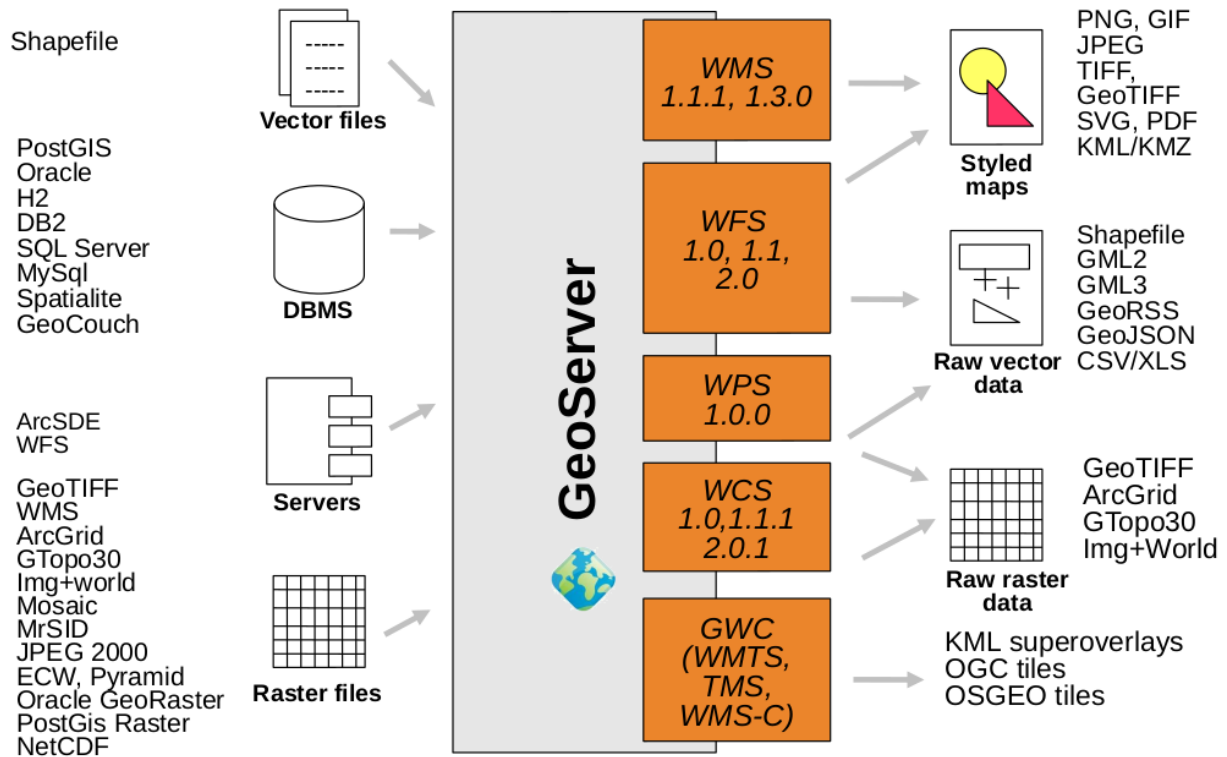 Shapefile
Vector files
PostGIS
Oracle
H2
DB2
SQL Server
MySql
Spatialite
GeoCouch
DBMS
ArcSDE
WFS
Servers
GeoTIFF
WMS
ArcGrid
GTopo30
Img+world
Mosaic
MrSID
JPEG 2000
ECW, Pyramid
Oracle GeoRaster
PostGis Raster
NetCDF
Raster files
GeoServer
WMS
1.1.1, 1.3.0
WFS
1.0, 1.1,
2.0
WPS
1.0.0
WCS
1.0,1.1.1
2.0.1
GWC
(WMTS,
TMS,
WMS-C)
Styled
maps
PNG, GIF
JPEG
TIFF,
GeoTIFF
SVG, PDF
KML/KMZ
Raw vector
data
Shapefile
GML2
GML3
GeoRSS
GeoJSON
CSV/XLS
Raw raster
data
GeoTIFF
ArcGrid
GTopo30
Img+World
KML superoverlays
OGC tiles
OSGEO tiles